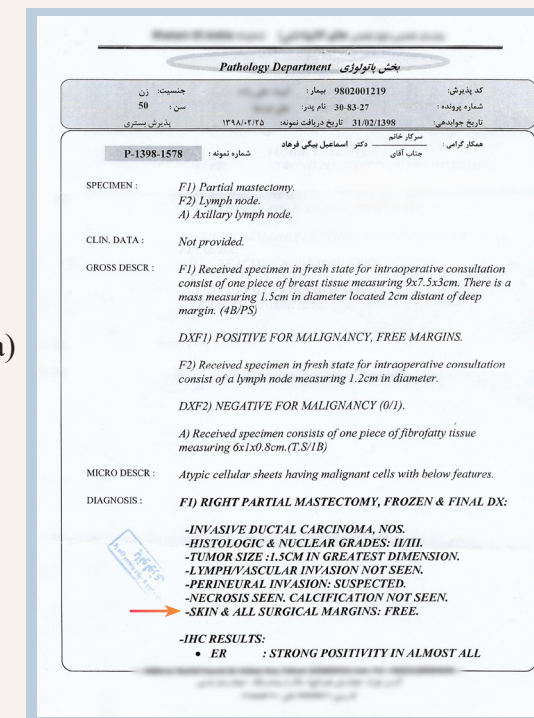 a)
Pathology Department بخش پاتولوژی
کد پذیرش: 9802001219 بیمار: جنسیت: زن
شماره پرونده: 30-83-27 نام پدر: سن: 50
تاریخ جوابدهی: 31/02/1398 تاریخ دریافت نمونه: ۱۳۹۸/۰۲/۲۵ پذیرش بستری
همکار گرامی: سرکار خانم
جناب آقای دکتر اسماعیل بیگی فرهاد شماره نمونه: P-1398-1578
SPECIMEN : F1) Partial mastectomy.
F2) Lymph node.
A) Axillary lymph node.
CLIN. DATA : Not provided.
GROSS DESCR : F1) Received specimen in fresh state for intraoperative consultation
consist of one piece of breast tissue measuring 9x7.5x3cm. There is a
mass measuring 1.5cm in diameter located 2cm distant of deep
margin. (4B/PS)
DXF1) POSITIVE FOR MALIGNANCY, FREE MARGINS.
F2) Received specimen in fresh state for intraoperative consultation
consist of a lymph node measuring 1.2cm in diameter.
DXF2) NEGATIVE FOR MALIGNANCY (0/1).
A) Received specimen consists of one piece of fibrofatty tissue
measuring 6x1x0.8cm.(T.S/1B)
MICRO DESCR : Atypic cellular sheets having malignant cells with below features.
DIAGNOSIS : F1) RIGHT PARTIAL MASTECTOMY, FROZEN & FINAL DX:
-INVASIVE DUCTAL CARCINOMA, NOS.
-HISTOLOGIC & NUCLEAR GRADES: II/III.
-TUMOR SIZE :1.5CM IN GREATEST DIMENSION.
-LYMPH/VASCULAR INVASION NOT SEEN.
-PERINEURAL INVASION: SUSPECTED.
-NECROSIS SEEN. CALCIFICATION NOT SEEN.
-SKIN & ALL SURGICAL MARGINS: FREE.
-IHC RESULTS:
• ER : STRONG POSITIVITY IN ALMOST ALL